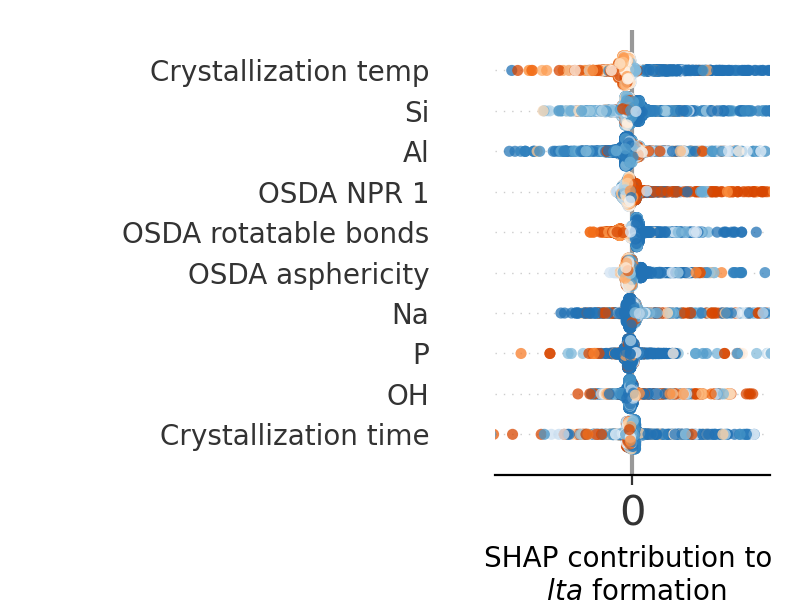 Crystallization temp
Si
Al
OSDA NPR 1
OSDA rotatable bonds
OSDA asphericity
Na
P
OH
Crystallization time
0
SHAP contribution to
lta formation